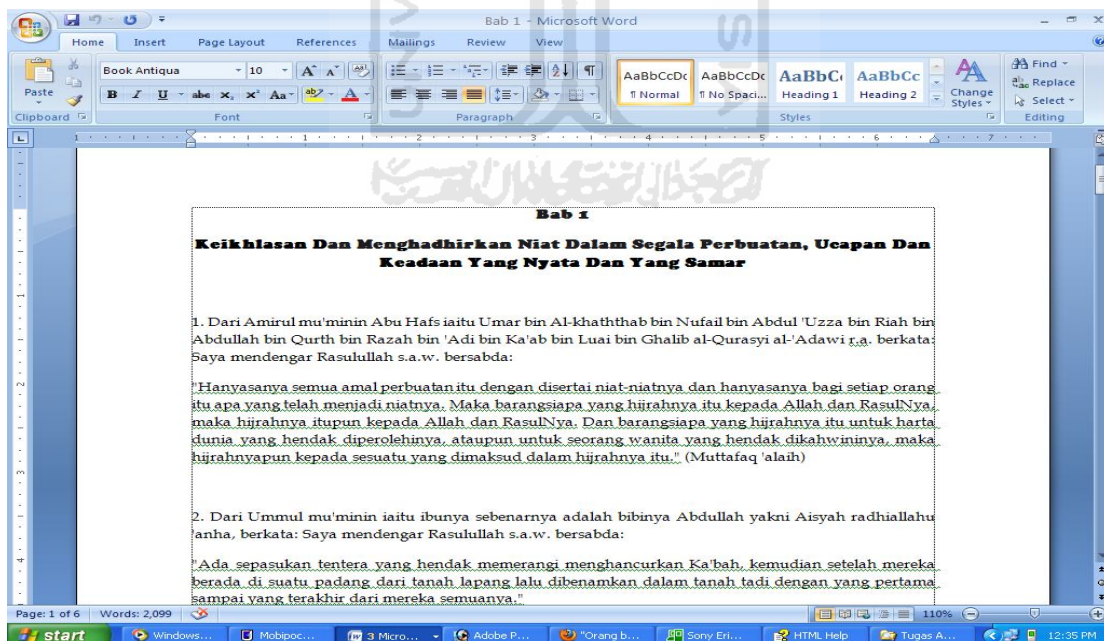 Bab 1 - Microsoft Word
Home Insert Page Layout References Mailings Review View
Paste
Book Antiqua 10
AaBbCcDc AaBbCcDc AaBbC AaBbCc
¶ Normal ¶ No Spaci... Heading 1 Heading 2
Change Styles
Find
Replace
Select
Clipboard Font Paragraph Styles Editing
Bab 1
Keikhlasan Dan Menghadhirkan Niat Dalam Segala Perbuatan, Ucapan Dan
Keadaan Yang Nyata Dan Yang Samar
1. Dari Amirul mu'minin Abu Hafs iaitu Umar bin Al-khaththab bin Nufail bin Abdul 'Uzza bin Riah bin
Abdullah bin Qurth bin Razah bin 'Adi bin Ka'ab bin Luai bin Ghalib al-Qurasyi al-'Adawi r.a. berkata:
Saya mendengar Rasulullah s.a.w. bersabda:
"Hanyasanya semua amal perbuatan itu dengan disertai niat-niatnya dan hanyasanya bagi setiap orang
itu apa yang telah menjadi niatnya. Maka barangsiapa yang hijrahnya itu kepada Allah dan RasulNya,
maka hijrahnya itupun kepada Allah dan RasulNya. Dan barangsiapa yang hijrahnya itu untuk harta
dunia yang hendak diperolehinya, ataupun untuk seorang wanita yang hendak dikahwininya, maka
hijrahnyapun kepada sesuatu yang dimaksud dalam hijrahnya itu." (Muttafaq 'alaih)
2. Dari Ummul mu'minin iaitu ibunya sebenarnya adalah bibinya Abdullah yakni Aisyah radhiallahu
'anha, berkata: Saya mendengar Rasulullah s.a.w. bersabda:
"Ada sepasukan tentera yang hendak memerangi menghancurkan Ka'bah, kemudian setelah mereka
berada di suatu padang dari tanah lapang lalu dibenamkan dalam tanah tadi dengan yang pertama
sampai yang terakhir dari mereka semuanya."
Page: 1 of 6 Words: 2,099 110%
start Windows... Mobipoc... 3 Micro... Adobe P... "Orang b... Sony Eri... HTML Help Tugas A... 12:35 PM